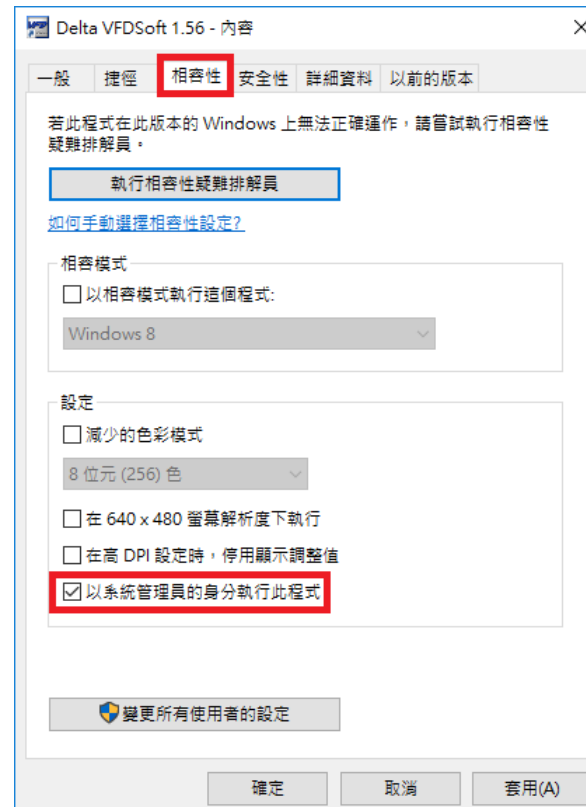 Delta VFDSoft 1.56 - 內容
一般 捷徑 相容性 安全性 詳細資料 以前的版本
若此程式在此版本的 Windows 上無法正確運作，請嘗試執行相容性
疑難排解員。
執行相容性疑難排解員
如何手動選擇相容性設定?
相容模式
以相容模式執行這個程式:
Windows 8
設定
減少的色彩模式
8 位元 (256) 色
在 640 x 480 螢幕解析度下執行
在高 DPI 設定時，停用顯示調整值
以系統管理員的身分執行此程式
變更所有使用者的設定
確定 取消 套用(A)